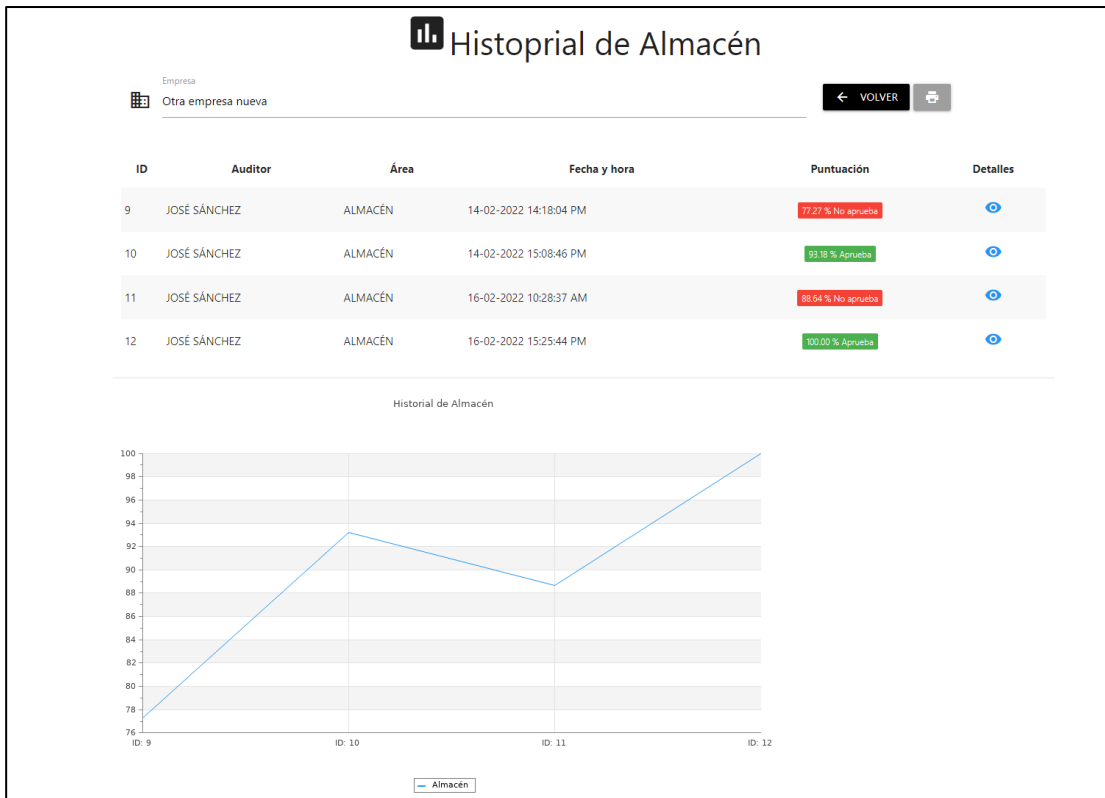 Histoprial de Almacén
Empresa
Otra empresa nueva
VOLVER
ID Auditor Área Fecha y hora Puntuación Detalles
9 JOSÉ SÁNCHEZ ALMACÉN 14-02-2022 14:18:04 PM 77.27 % No aprueba
10 JOSÉ SÁNCHEZ ALMACÉN 14-02-2022 15:08:46 PM 93.18 % Aprueba
11 JOSÉ SÁNCHEZ ALMACÉN 16-02-2022 10:28:37 AM 88.64 % No aprueba
12 JOSÉ SÁNCHEZ ALMACÉN 16-02-2022 15:25:44 PM 100.00 % Aprueba
Historial de Almacén
100
98
96
94
92
90
88
86
84
82
80
78
76
ID: 9 ID: 10 ID: 11 ID: 12
Almacén